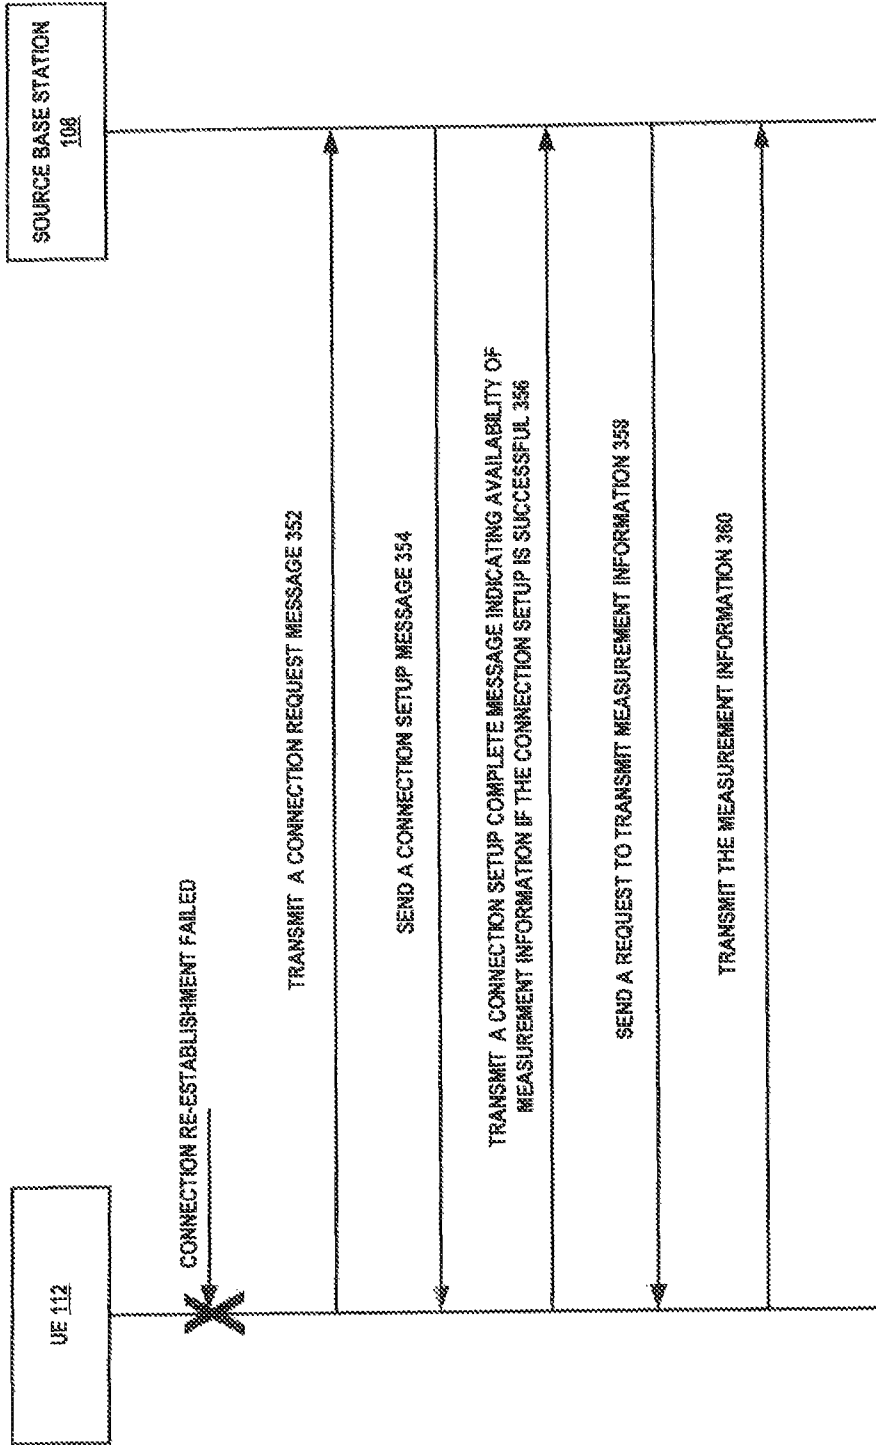 UE 112
SOURCE BASE STATION
108
CONNECTION RE-ESTABLISHMENT FAILED
TRANSMIT A CONNECTION REQUEST MESSAGE 352
SEND A CONNECTION SETUP MESSAGE 354
TRANSMIT A CONNECTION SETUP COMPLETE MESSAGE INDICATING AVAILABILITY OF
MEASUREMENT INFORMATION IF THE CONNECTION SETUP IS SUCCESSFUL 356
SEND A REQUEST TO TRANSMIT MEASUREMENT INFORMATION 358
TRANSMIT THE MEASUREMENT INFORMATION 360